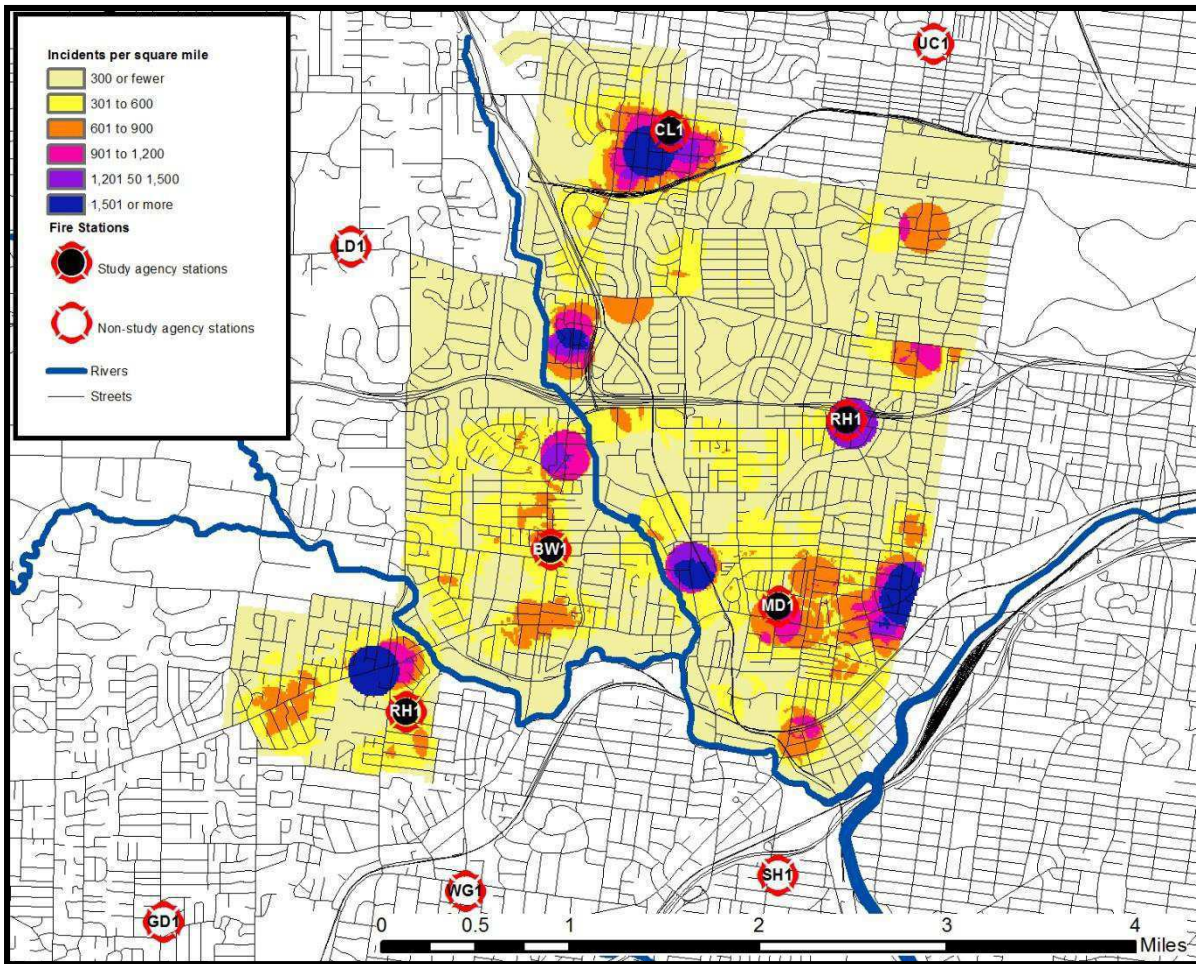 Incidents per square mile
300 or fewer
301 to 600
601 to 900
901 to 1,200
1,201 50 1,500
1,501 or more
Fire Stations
Study agency stations
Non-study agency stations
Rivers
Streets
UC1
CL1
LD1
RH1
BW1
MD1
RH1
SH1
WG1
GD1
0 0.5 1 2 3 4
Miles